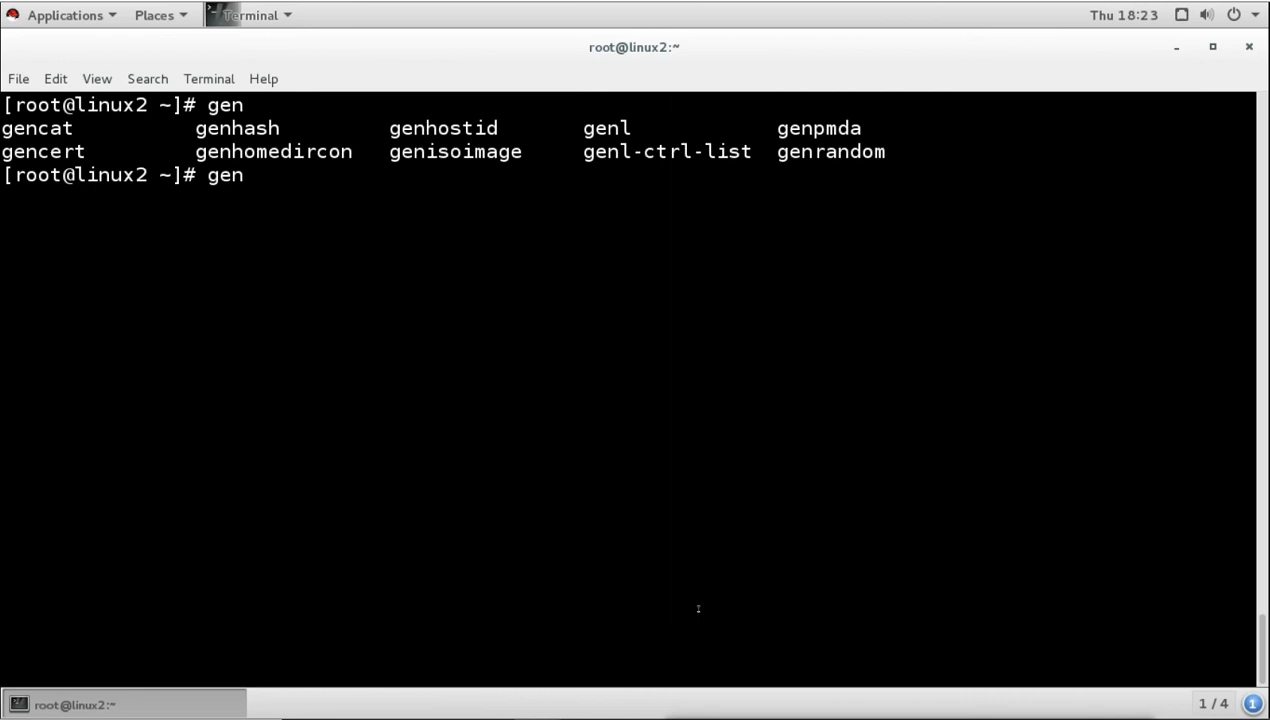 Applications Places Terminal Thu 18:23
root@linux2:~
File Edit View Search Terminal Help
[root@linux2 ~]# gen
gencat genhash genhostid genl genpmda
gencert genhomedircon genisoimage genl-ctrl-list genrandom
[root@linux2 ~]# gen
root@linux2:~ 1 / 4 1